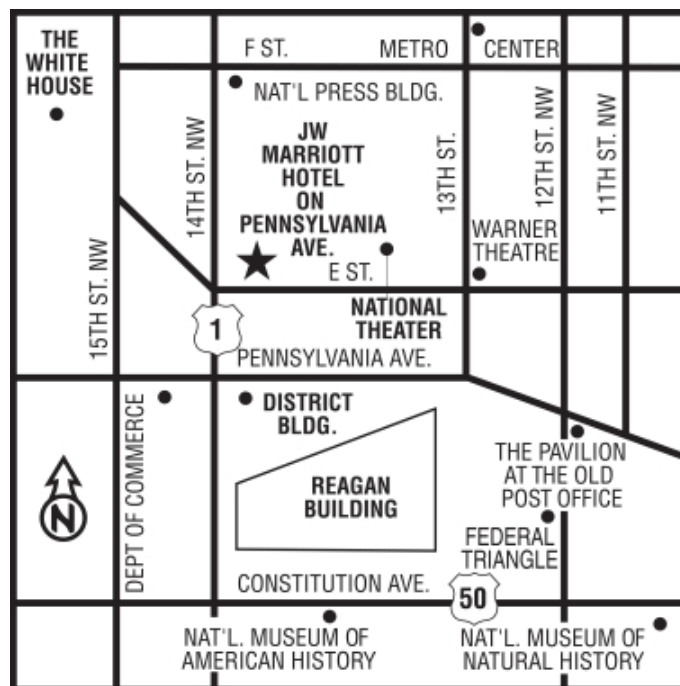 THE
WHITE
HOUSE
F ST.
METRO
CENTER
NAT'L PRESS BLDG.
JW
MARRIOTT
HOTEL
ON
PENNSYLVANIA
AVE.
15TH ST. NW
14TH ST. NW
13TH ST.
12TH ST. NW
11TH ST. NW
WARNER
THEATRE
E ST.
NATIONAL
THEATER
1
PENNSYLVANIA AVE.
DEPT OF COMMERCE
DISTRICT
BLDG.
REAGAN
BUILDING
THE PAVILION
AT THE OLD
POST OFFICE
FEDERAL
TRIANGLE
N
CONSTITUTION AVE.
50
NAT'L. MUSEUM OF
AMERICAN HISTORY
NAT'L. MUSEUM OF
NATURAL HISTORY